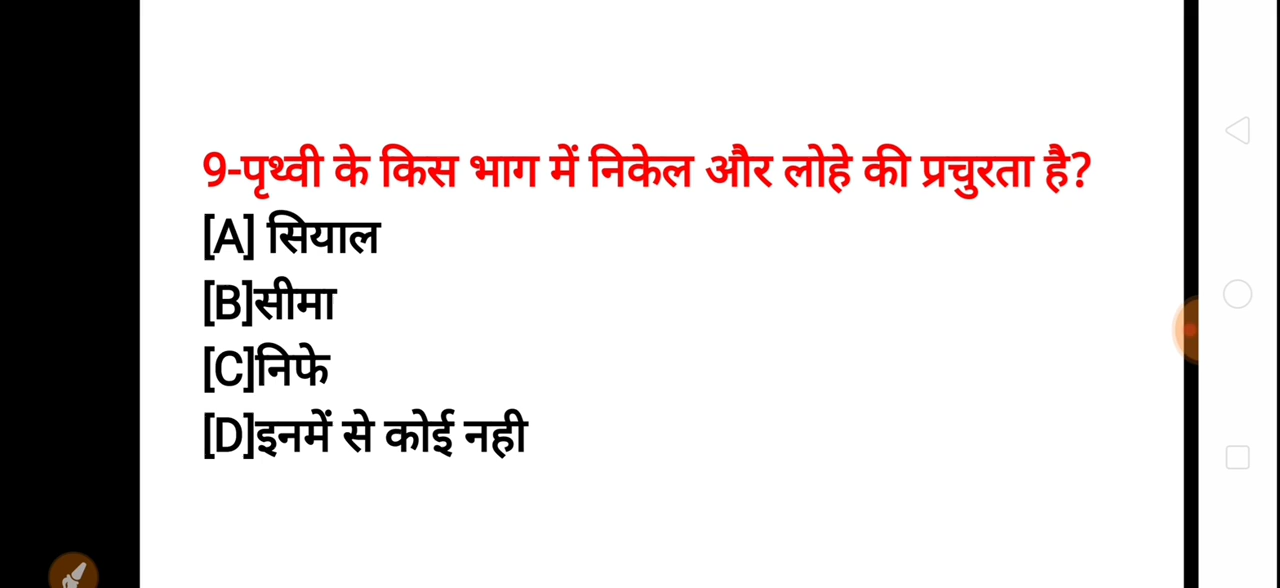 9-पृथ्वी के किस भाग में निकेल और लोहे की प्रचुरता है?
[A] सियाल
[B]सीमा
[C]निफे
[D]इनमें से कोई नही